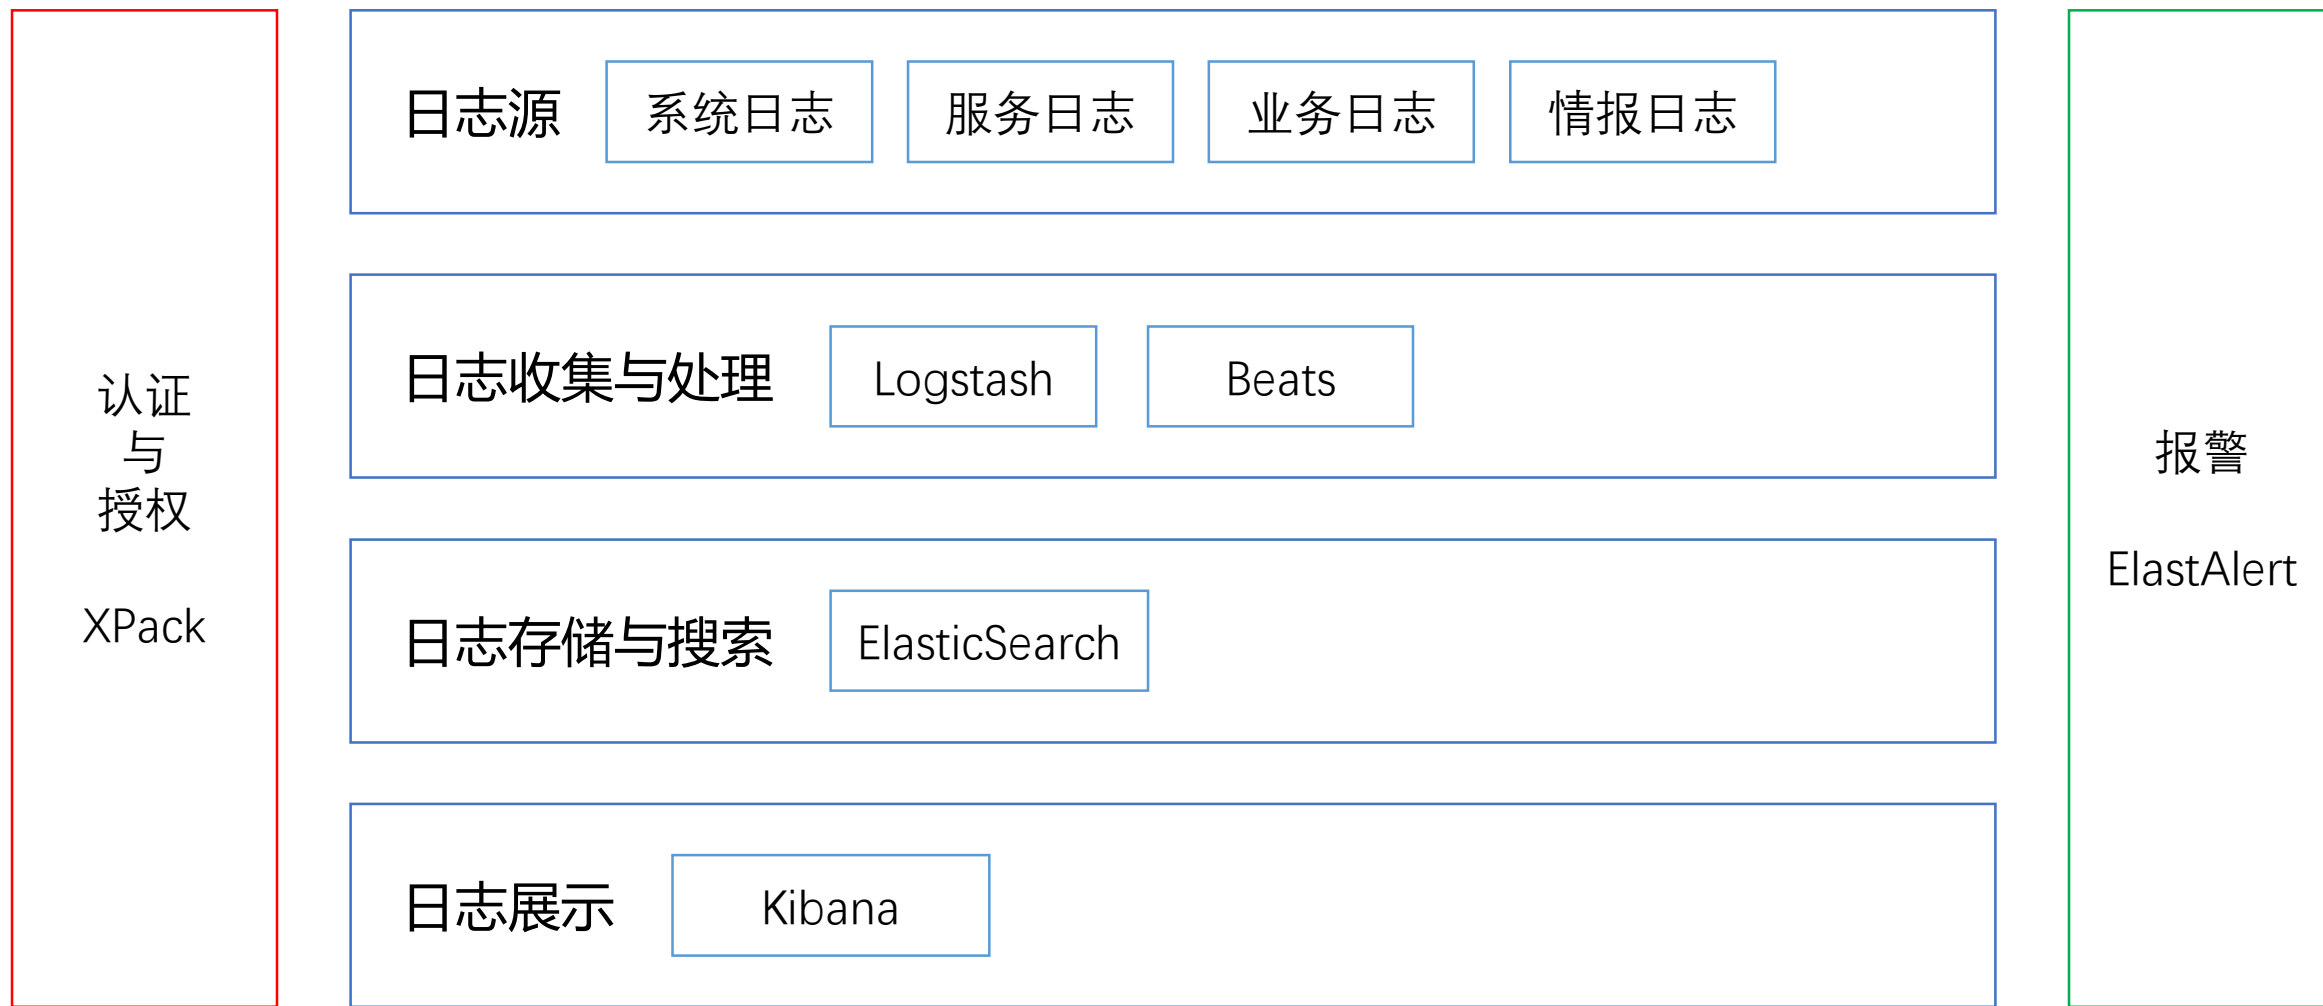 认证
与
授权
XPack
日志源 系统日志 服务日志 业务日志 情报日志
日志收集与处理 Logstash Beats
日志存储与搜索 ElasticSearch
日志展示 Kibana
报警
ElastAlert